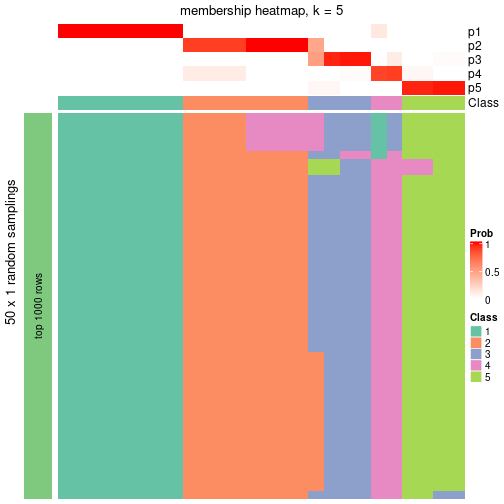 membership heatmap, k = 5
p1
p2
p3
p4
p5
Class
50 x 1 random samplings
top 1000 rows
Prob
1
0.5
0
Class
1
2
3
4
5